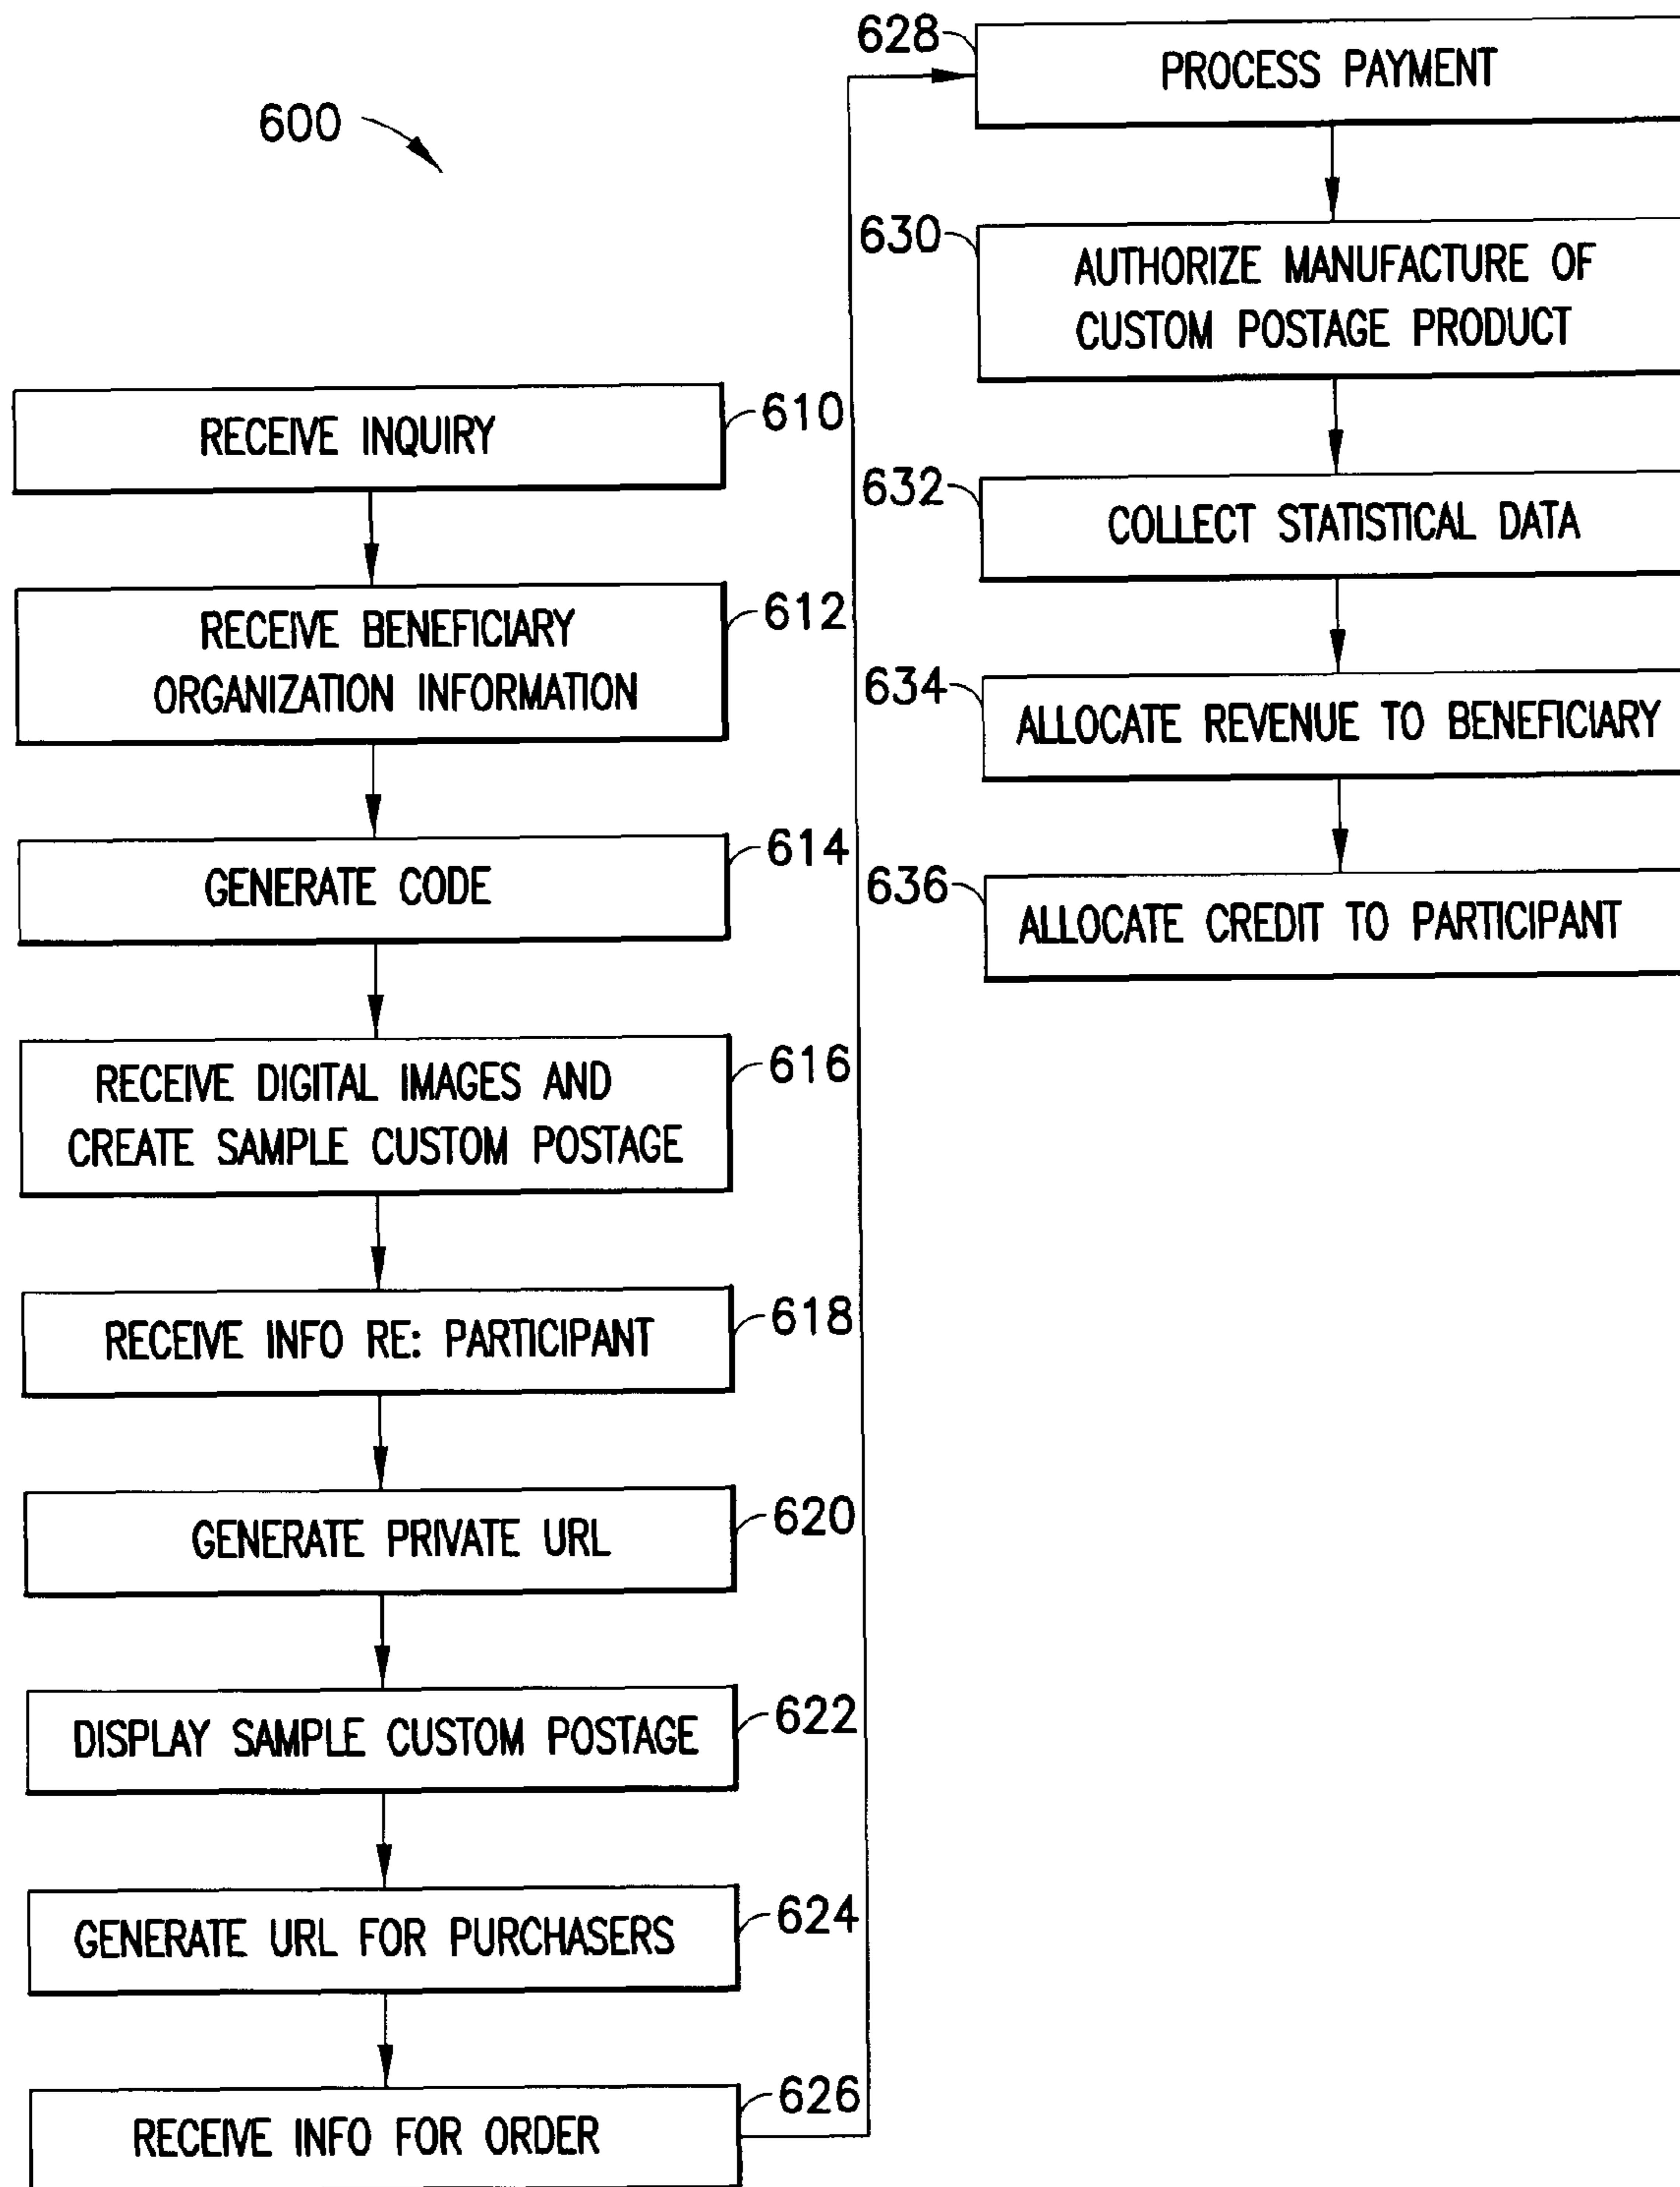 600
RECEIVE INQUIRY
610
RECEIVE BENEFICIARY
ORGANIZATION INFORMATION
612
GENERATE CODE
614
RECEIVE DIGITAL IMAGES AND
CREATE SAMPLE CUSTOM POSTAGE
616
RECEIVE INFO RE: PARTICIPANT
618
GENERATE PRIVATE URL
620
DISPLAY SAMPLE CUSTOM POSTAGE
622
GENERATE URL FOR PURCHASERS
624
RECEIVE INFO FOR ORDER
626
628
PROCESS PAYMENT
630
AUTHORIZE MANUFACTURE OF
CUSTOM POSTAGE PRODUCT
632
COLLECT STATISTICAL DATA
634
ALLOCATE REVENUE TO BENEFICIARY
636
ALLOCATE CREDIT TO PARTICIPANT